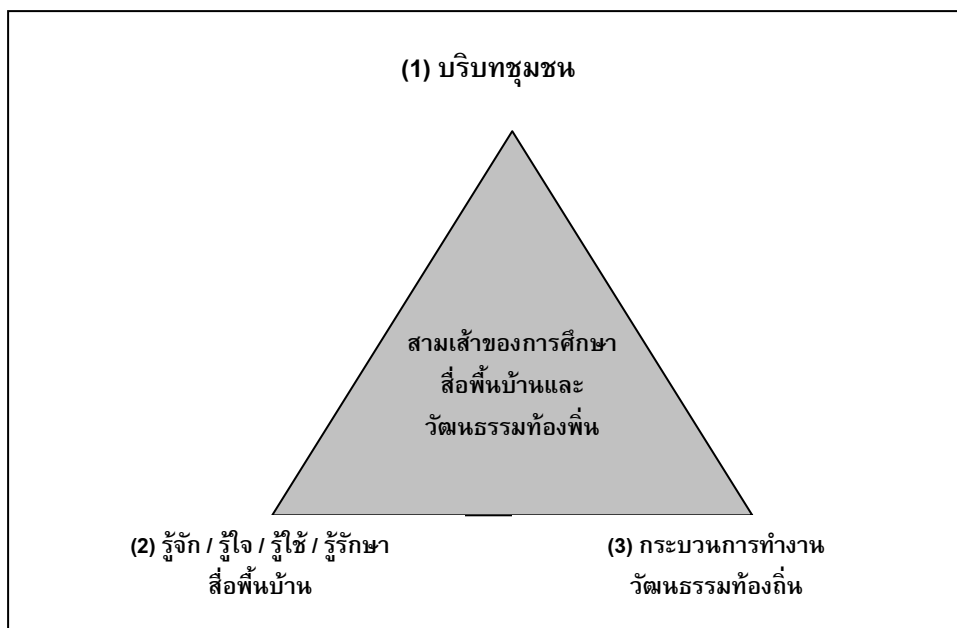 (1) บริบทชุมชน
สามเส้าของการศึกษา
สื่อพื้นบ้านและ
วัฒนธรรมท้องพิ่น
(2) รู้จัก / รู้ใจ / รู้ใช้ / รู้รักษา
สื่อพื้นบ้าน
(3) กระบวนการทำงาน
วัฒนธรรมท้องถิ่น